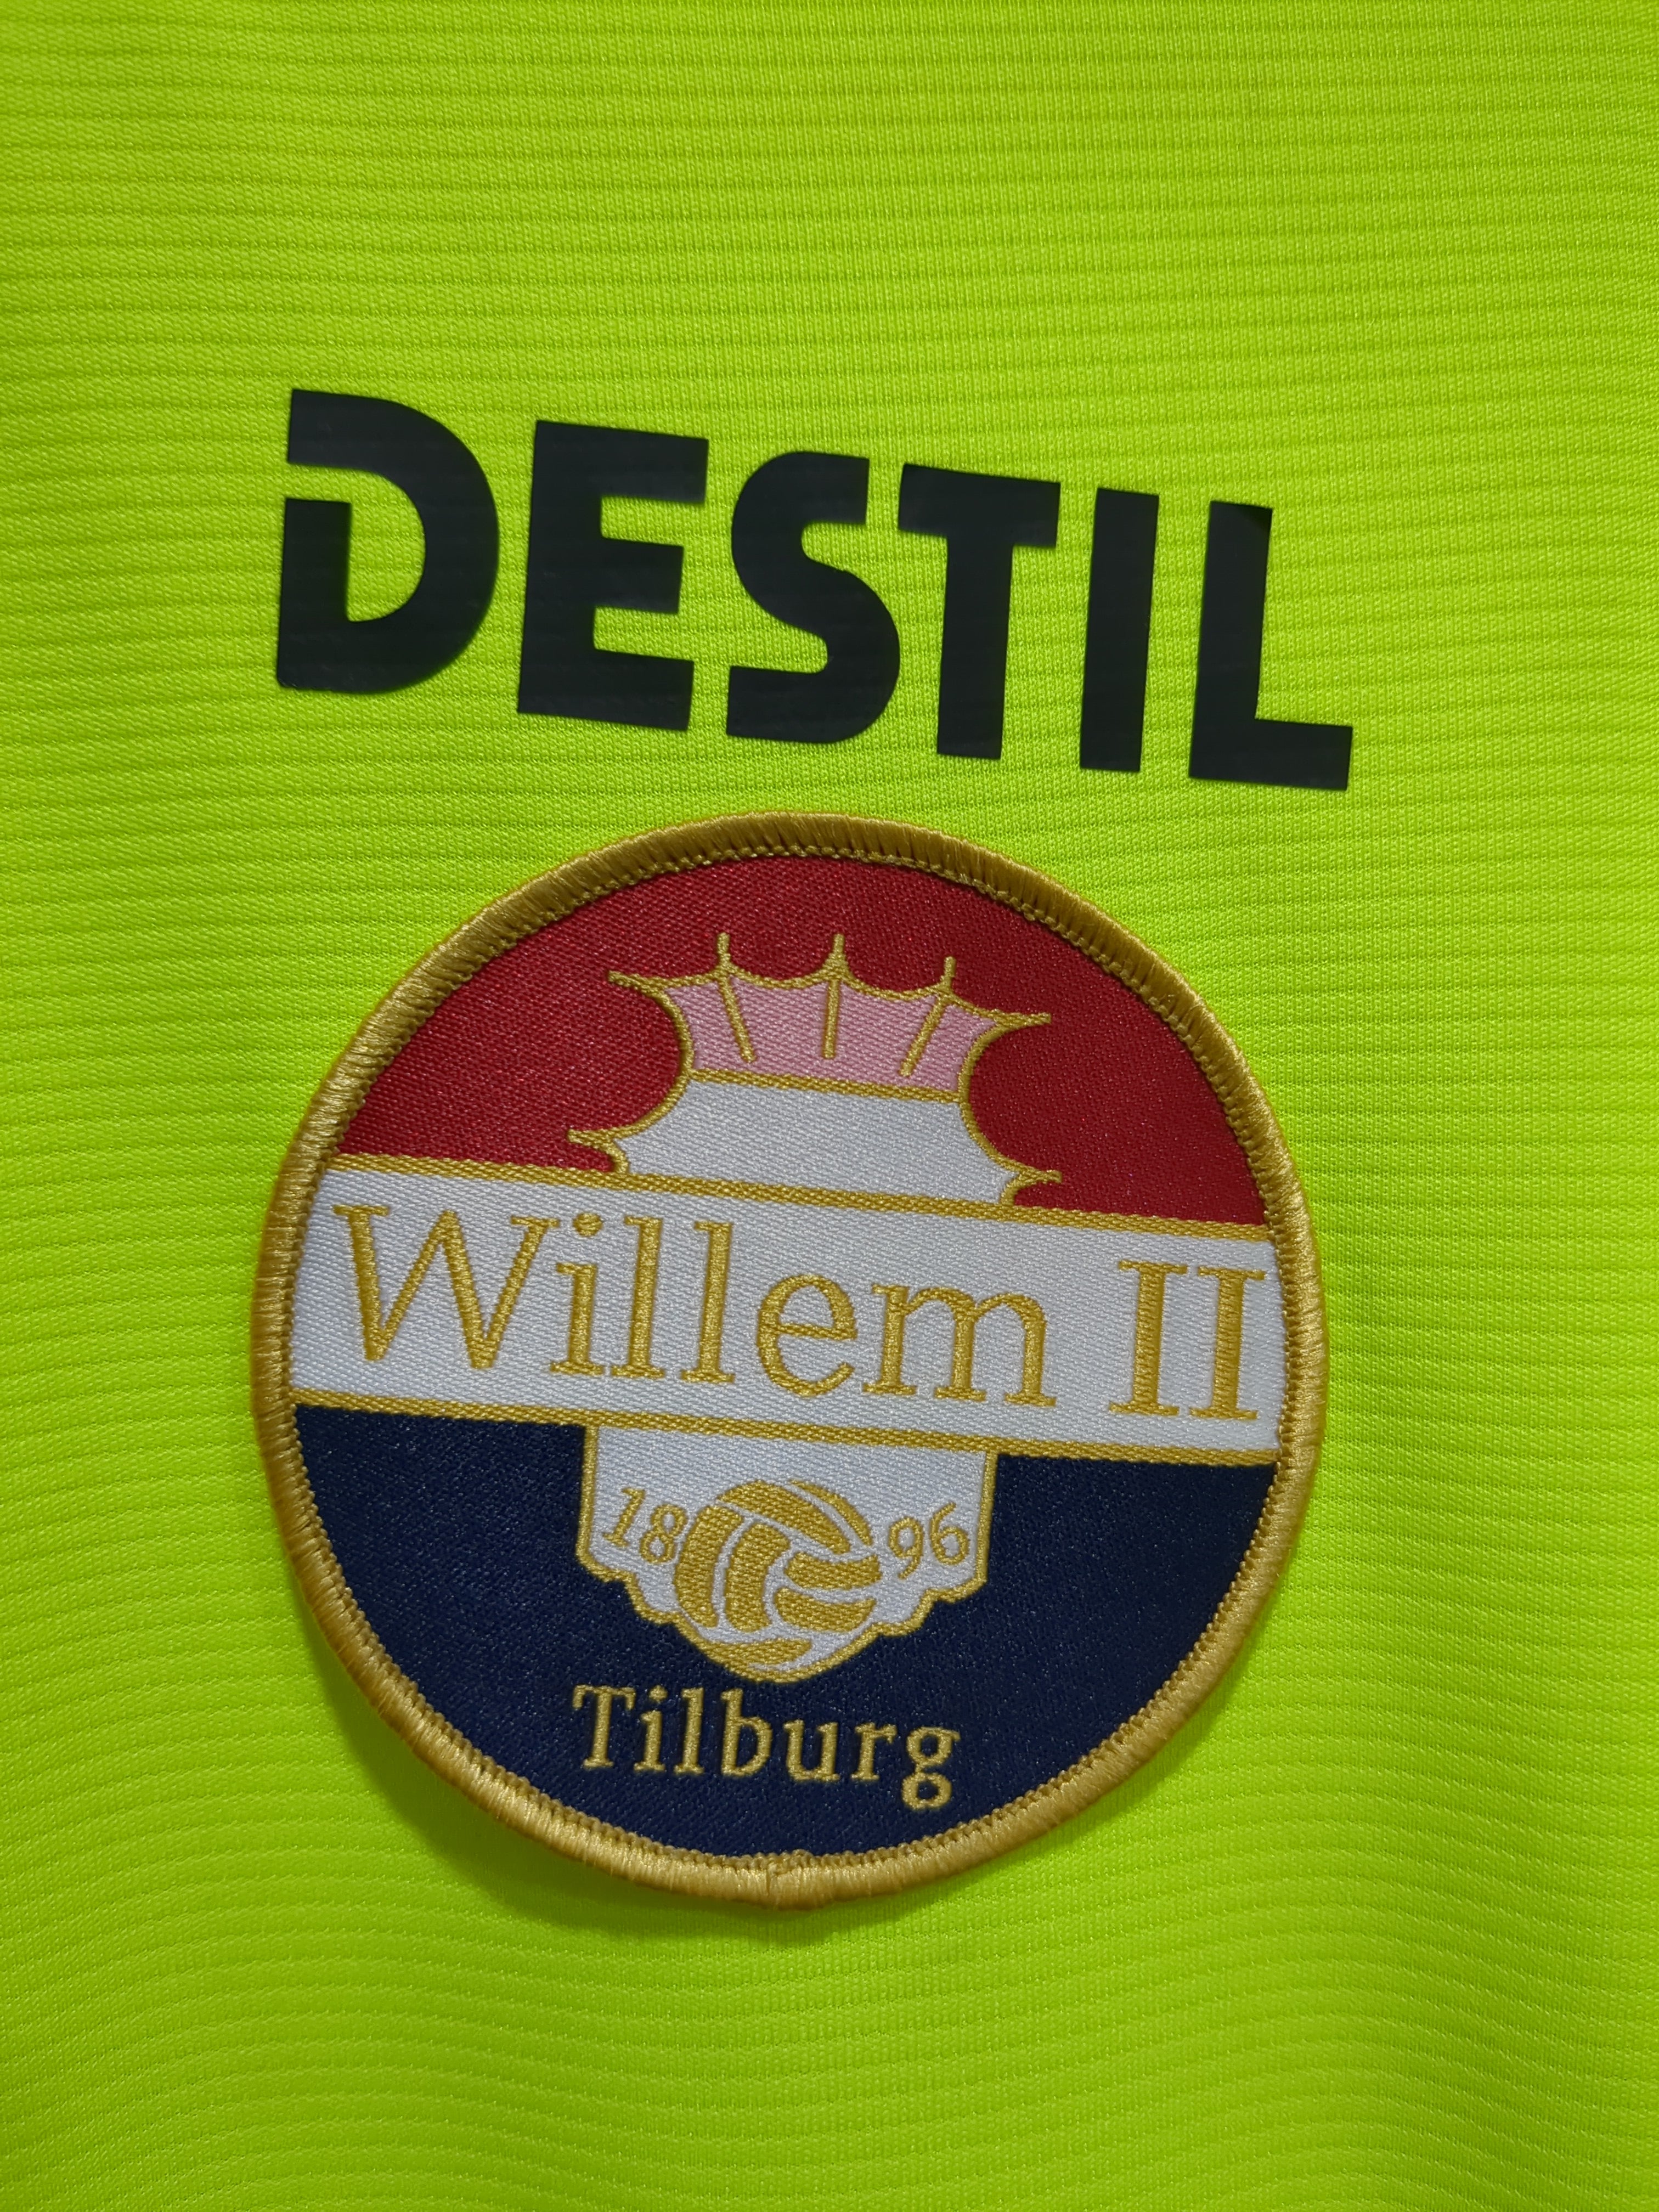 DESTIL
Willem II
18 96
Tilburg